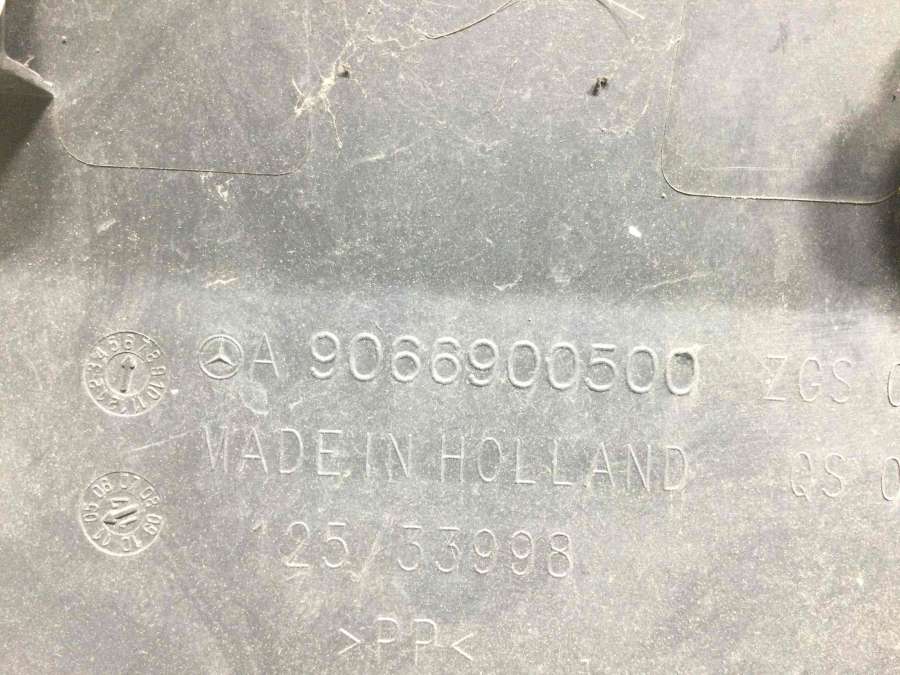 A 9066900500 ZGS
MADE IN HOLLAND QS
125/33998
>PP<